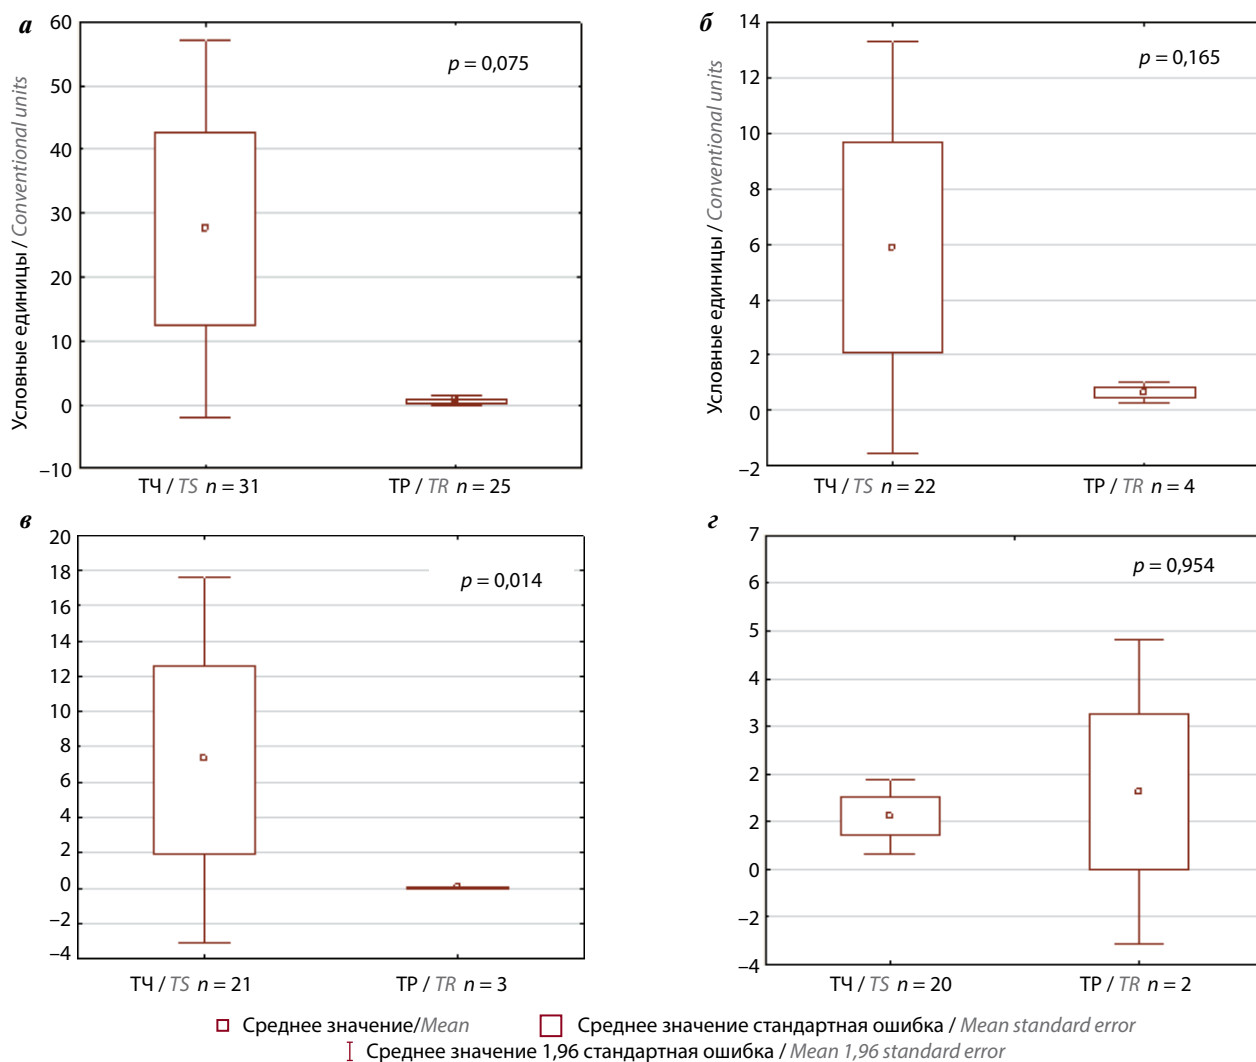 а
60
50
40
30
20
10
0
–10
Условные единицы / Conventional units
p = 0,075
ТЧ / TS n = 31
ТР / TR n = 25
б
14
12
10
8
6
4
2
0
–2
Условные единицы / Conventional units
p = 0,165
ТЧ / TS n = 22
ТР / TR n = 4
в
20
18
16
14
12
10
8
6
4
2
0
–2
–4
p = 0,014
ТЧ / TS n = 21
ТР / TR n = 3
г
7
6
5
4
3
2
2
0
–2
–4
p = 0,954
ТЧ / TS n = 20
ТР / TR n = 2
Среднее значение/Mean
Среднее значение стандартная ошибка / Mean standard error
Среднее значение 1,96 стандартная ошибка / Mean 1,96 standard error